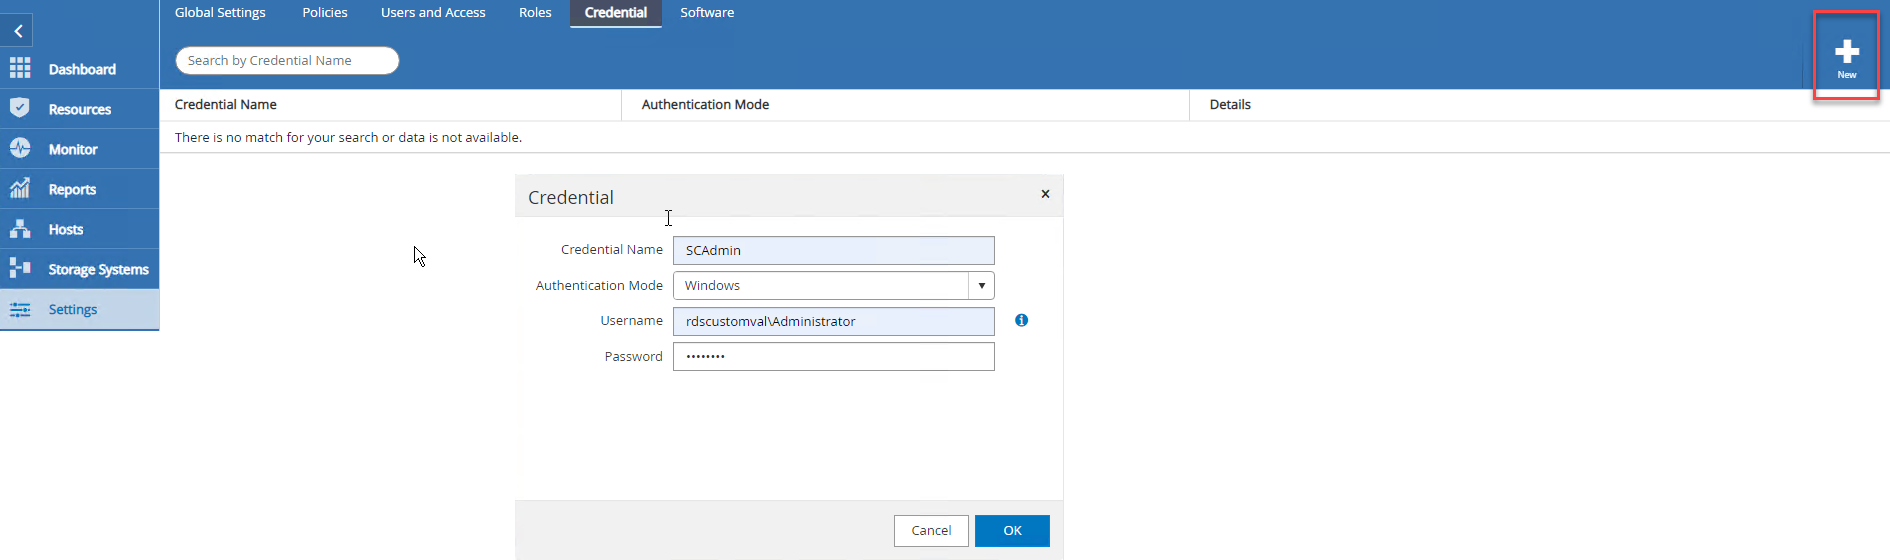 Global Settings Policies Users and Access Roles Credential Software
Search by Credential Name
New
Dashboard
Resources
Monitor
Reports
Hosts
Storage Systems
Settings
Credential Name Authentication Mode Details
There is no match for your search or data is not available.
Credential x
Credential Name SCAdmin
Authentication Mode Windows
Username rdscustomval\Administrator
Password ••••••••
Cancel OK